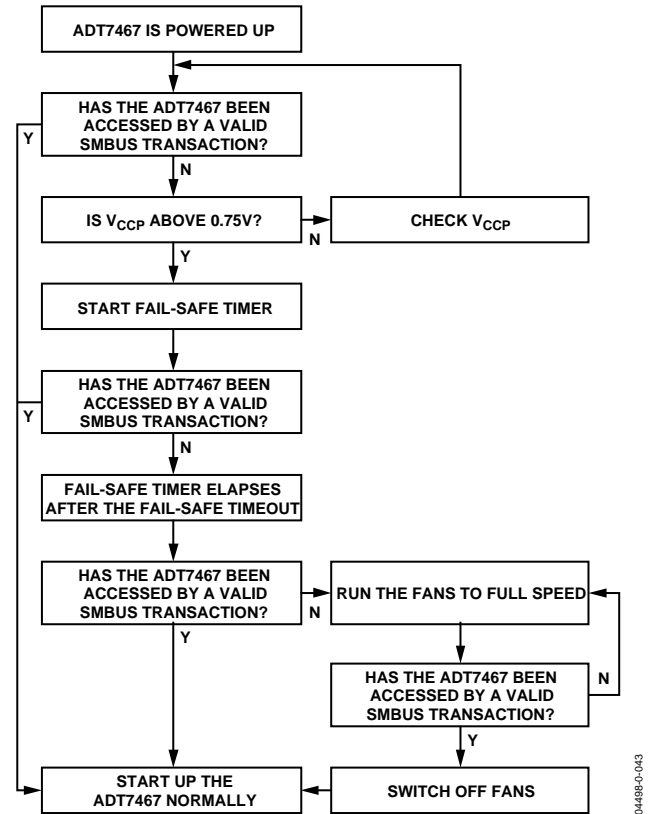 ADT7467 IS POWERED UP
HAS THE ADT7467 BEEN
ACCESSED BY A VALID
SMBUS TRANSACTION?
Y
N
IS VCCP ABOVE 0.75V?
N
CHECK VCCP
Y
START FAIL-SAFE TIMER
HAS THE ADT7467 BEEN
ACCESSED BY A VALID
SMBUS TRANSACTION?
Y
N
FAIL-SAFE TIMER ELAPSES
AFTER THE FAIL-SAFE TIMEOUT
HAS THE ADT7467 BEEN
ACCESSED BY A VALID
SMBUS TRANSACTION?
N
RUN THE FANS TO FULL SPEED
Y
HAS THE ADT7467 BEEN
ACCESSED BY A VALID
SMBUS TRANSACTION?
N
Y
START UP THE
ADT7467 NORMALLY
SWITCH OFF FANS
04498-0-043